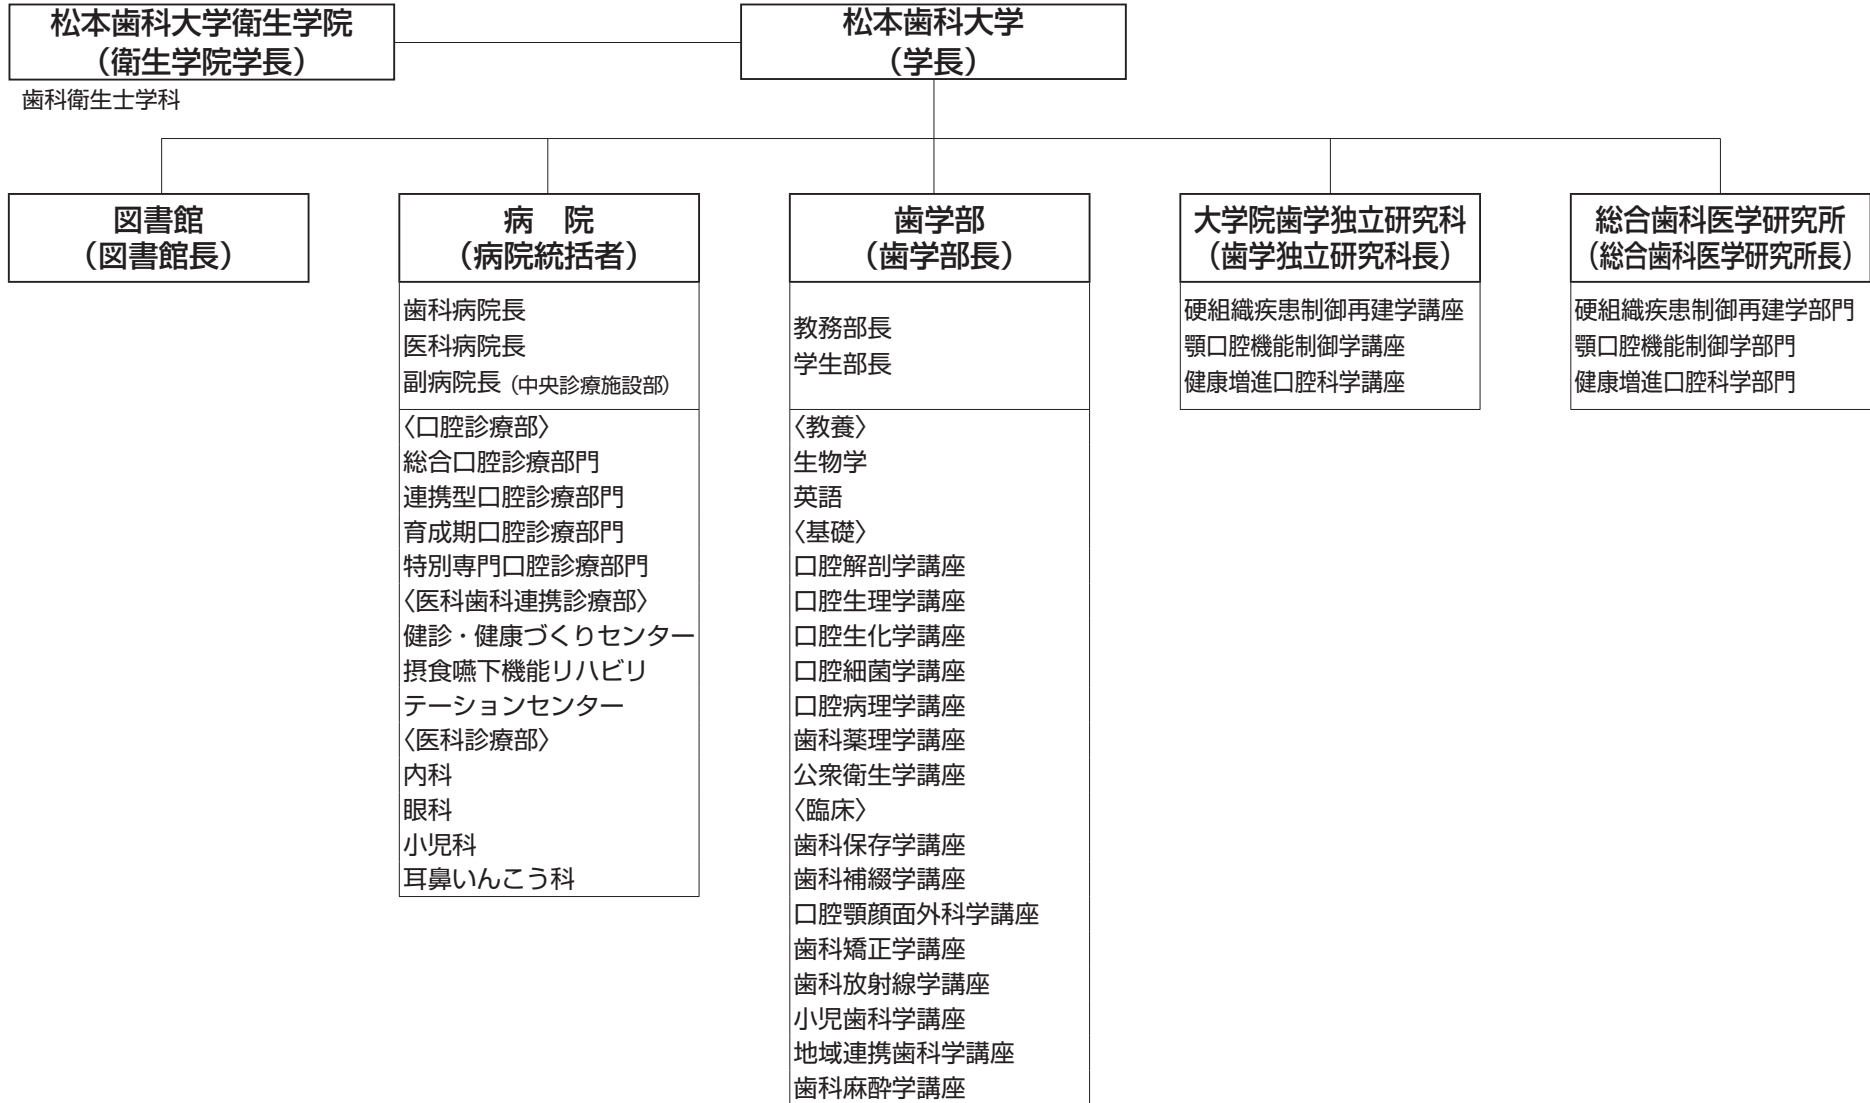 松本歯科大学衛生学院
（衛生学院学長）
歯科衛生士学科
松本歯科大学
（学長）
図書館
（図書館長）
病　院
（病院統括者）
歯科病院長
医科病院長
副病院長（中央診療施設部）
〈口腔診療部〉
総合口腔診療部門
連携型口腔診療部門
育成期口腔診療部門
特別専門口腔診療部門
〈医科歯科連携診療部〉
健診・健康づくりセンター
摂食嚥下機能リハビリ
テーションセンター
〈医科診療部〉
内科
眼科
小児科
耳鼻いんこう科
歯学部
（歯学部長）
教務部長
学生部長
〈教養〉
生物学
英語
〈基礎〉
口腔解剖学講座
口腔生理学講座
口腔生化学講座
口腔細菌学講座
口腔病理学講座
歯科薬理学講座
公衆衛生学講座
〈臨床〉
歯科保存学講座
歯科補綴学講座
口腔顎顔面外科学講座
歯科矯正学講座
歯科放射線学講座
小児歯科学講座
地域連携歯科学講座
歯科麻酔学講座
大学院歯学独立研究科
（歯学独立研究科長）
硬組織疾患制御再建学講座
顎口腔機能制御学講座
健康増進口腔科学講座
総合歯科医学研究所
（総合歯科医学研究所長）
硬組織疾患制御再建学部門
顎口腔機能制御学部門
健康増進口腔科学部門